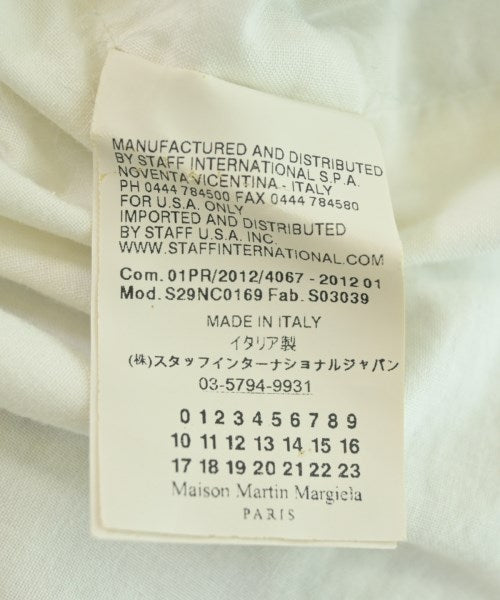 MANUFACTURED AND DISTRIBUTED
BY STAFF INTERNATIONAL S.P.A.
NOVENTA VICENTINA - ITALY
PH 0444 784500 FAX 0444 784580
FOR U.S.A. ONLY
IMPORTED AND DISTRIBUTED
BY STAFF U.S.A. INC.
WWW.STAFFINTERNATIONAL.COM
Com. 01PR/2012/4067 - 2012 01
Mod. S29NC0169 Fab. S03039
MADE IN ITALY
イタリア製
(株)スタッフインターナショナルジャパン
03-5794-9931
0 1 2 3 4 5 6 7 8 9
10 11 12 13 14 15 16
17 18 19 20 21 22 23
Maison Martin Margiela
PARIS